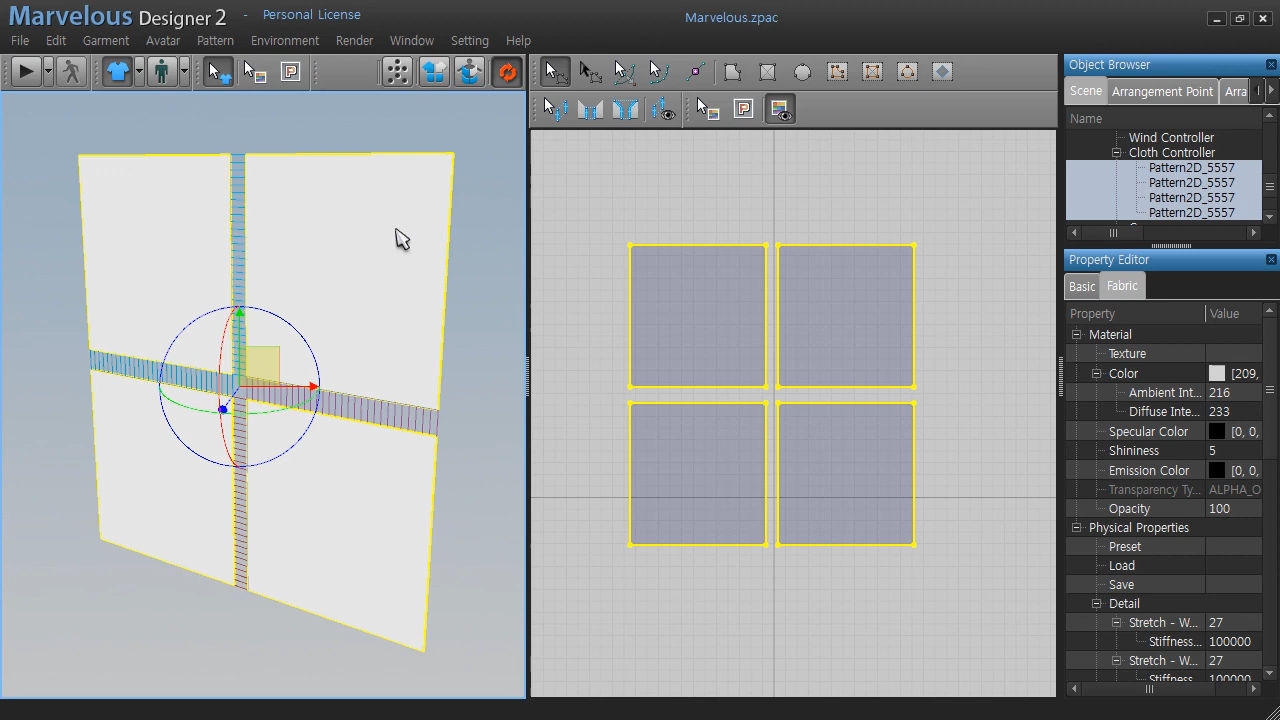 Marvelous Designer 2 - Personal License
Marvelous.zpac
File Edit Garment Avatar Pattern Environment Render Window Setting Help
Object Browser
Scene Arrangement Point Arra
Name
Wind Controller
Cloth Controller
Pattern2D_5557
Pattern2D_5557
Pattern2D_5557
Pattern2D_5557
Property Editor
Basic Fabric
Property Value
Material
Texture
Color [209,
Ambient Int... 216
Diffuse Inte... 233
Specular Color [0, 0,
Shininess 5
Emission Color [0, 0,
Transparency Ty... ALPHA_O
Opacity 100
Physical Properties
Preset
Load
Save
Detail
Stretch - W... 27
Stiffness... 100000
Stretch - W... 27
Stiffness... 100000